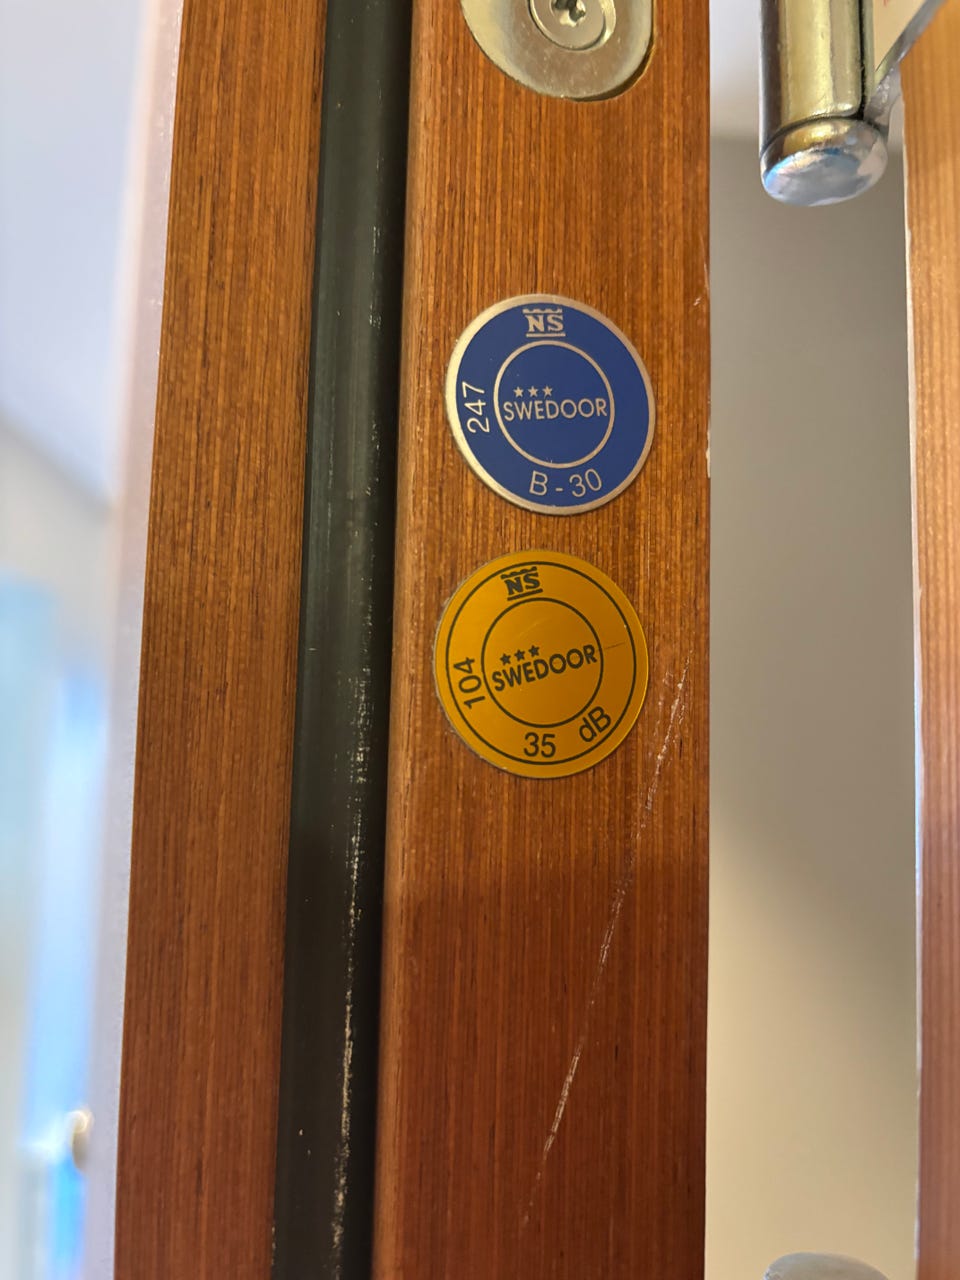 NS
247
★★★
SWEDOOR
B - 30
NS
104
★★★
SWEDOOR
35 dB